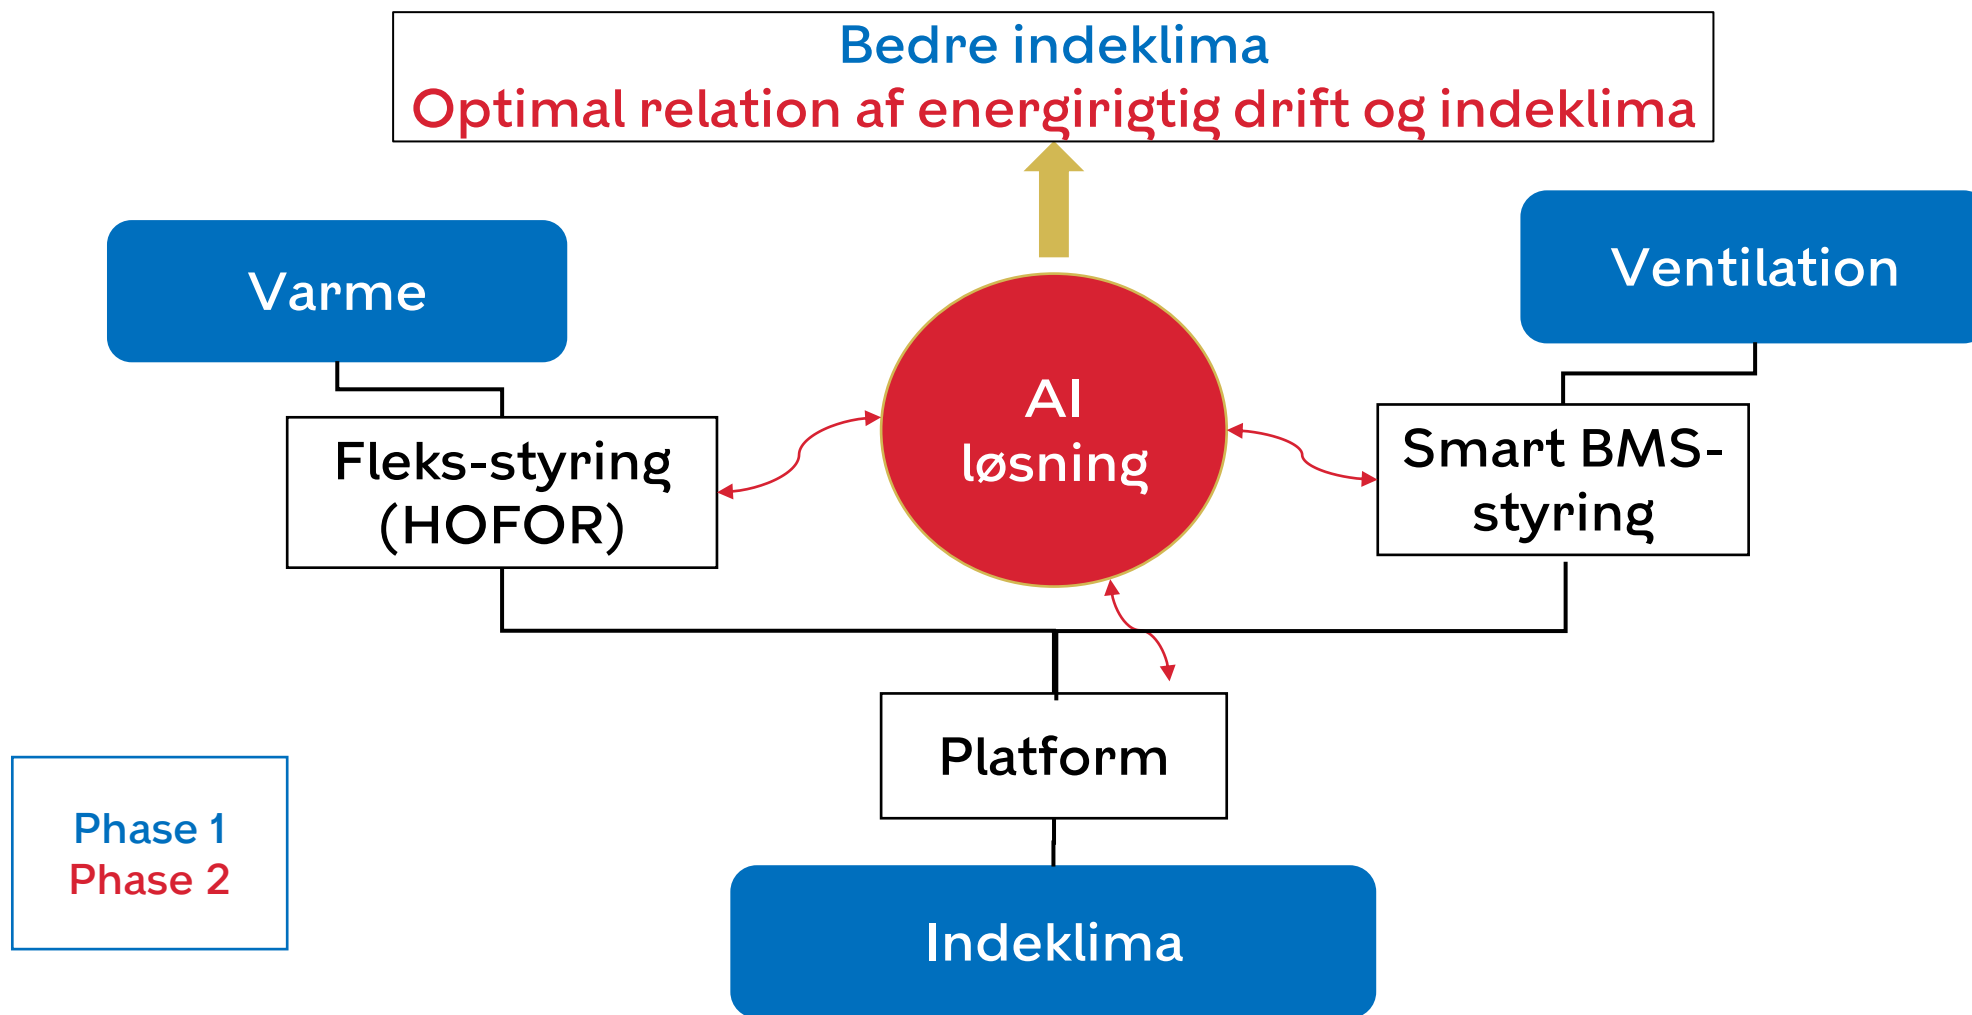 Bedre indeklima
Optimal relation af energirigtig drift og indeklima
Varme
Ventilation
AI
løsning
Fleks-styring
(HOFOR)
Smart BMS-
styring
Platform
Phase 1
Phase 2
Indeklima